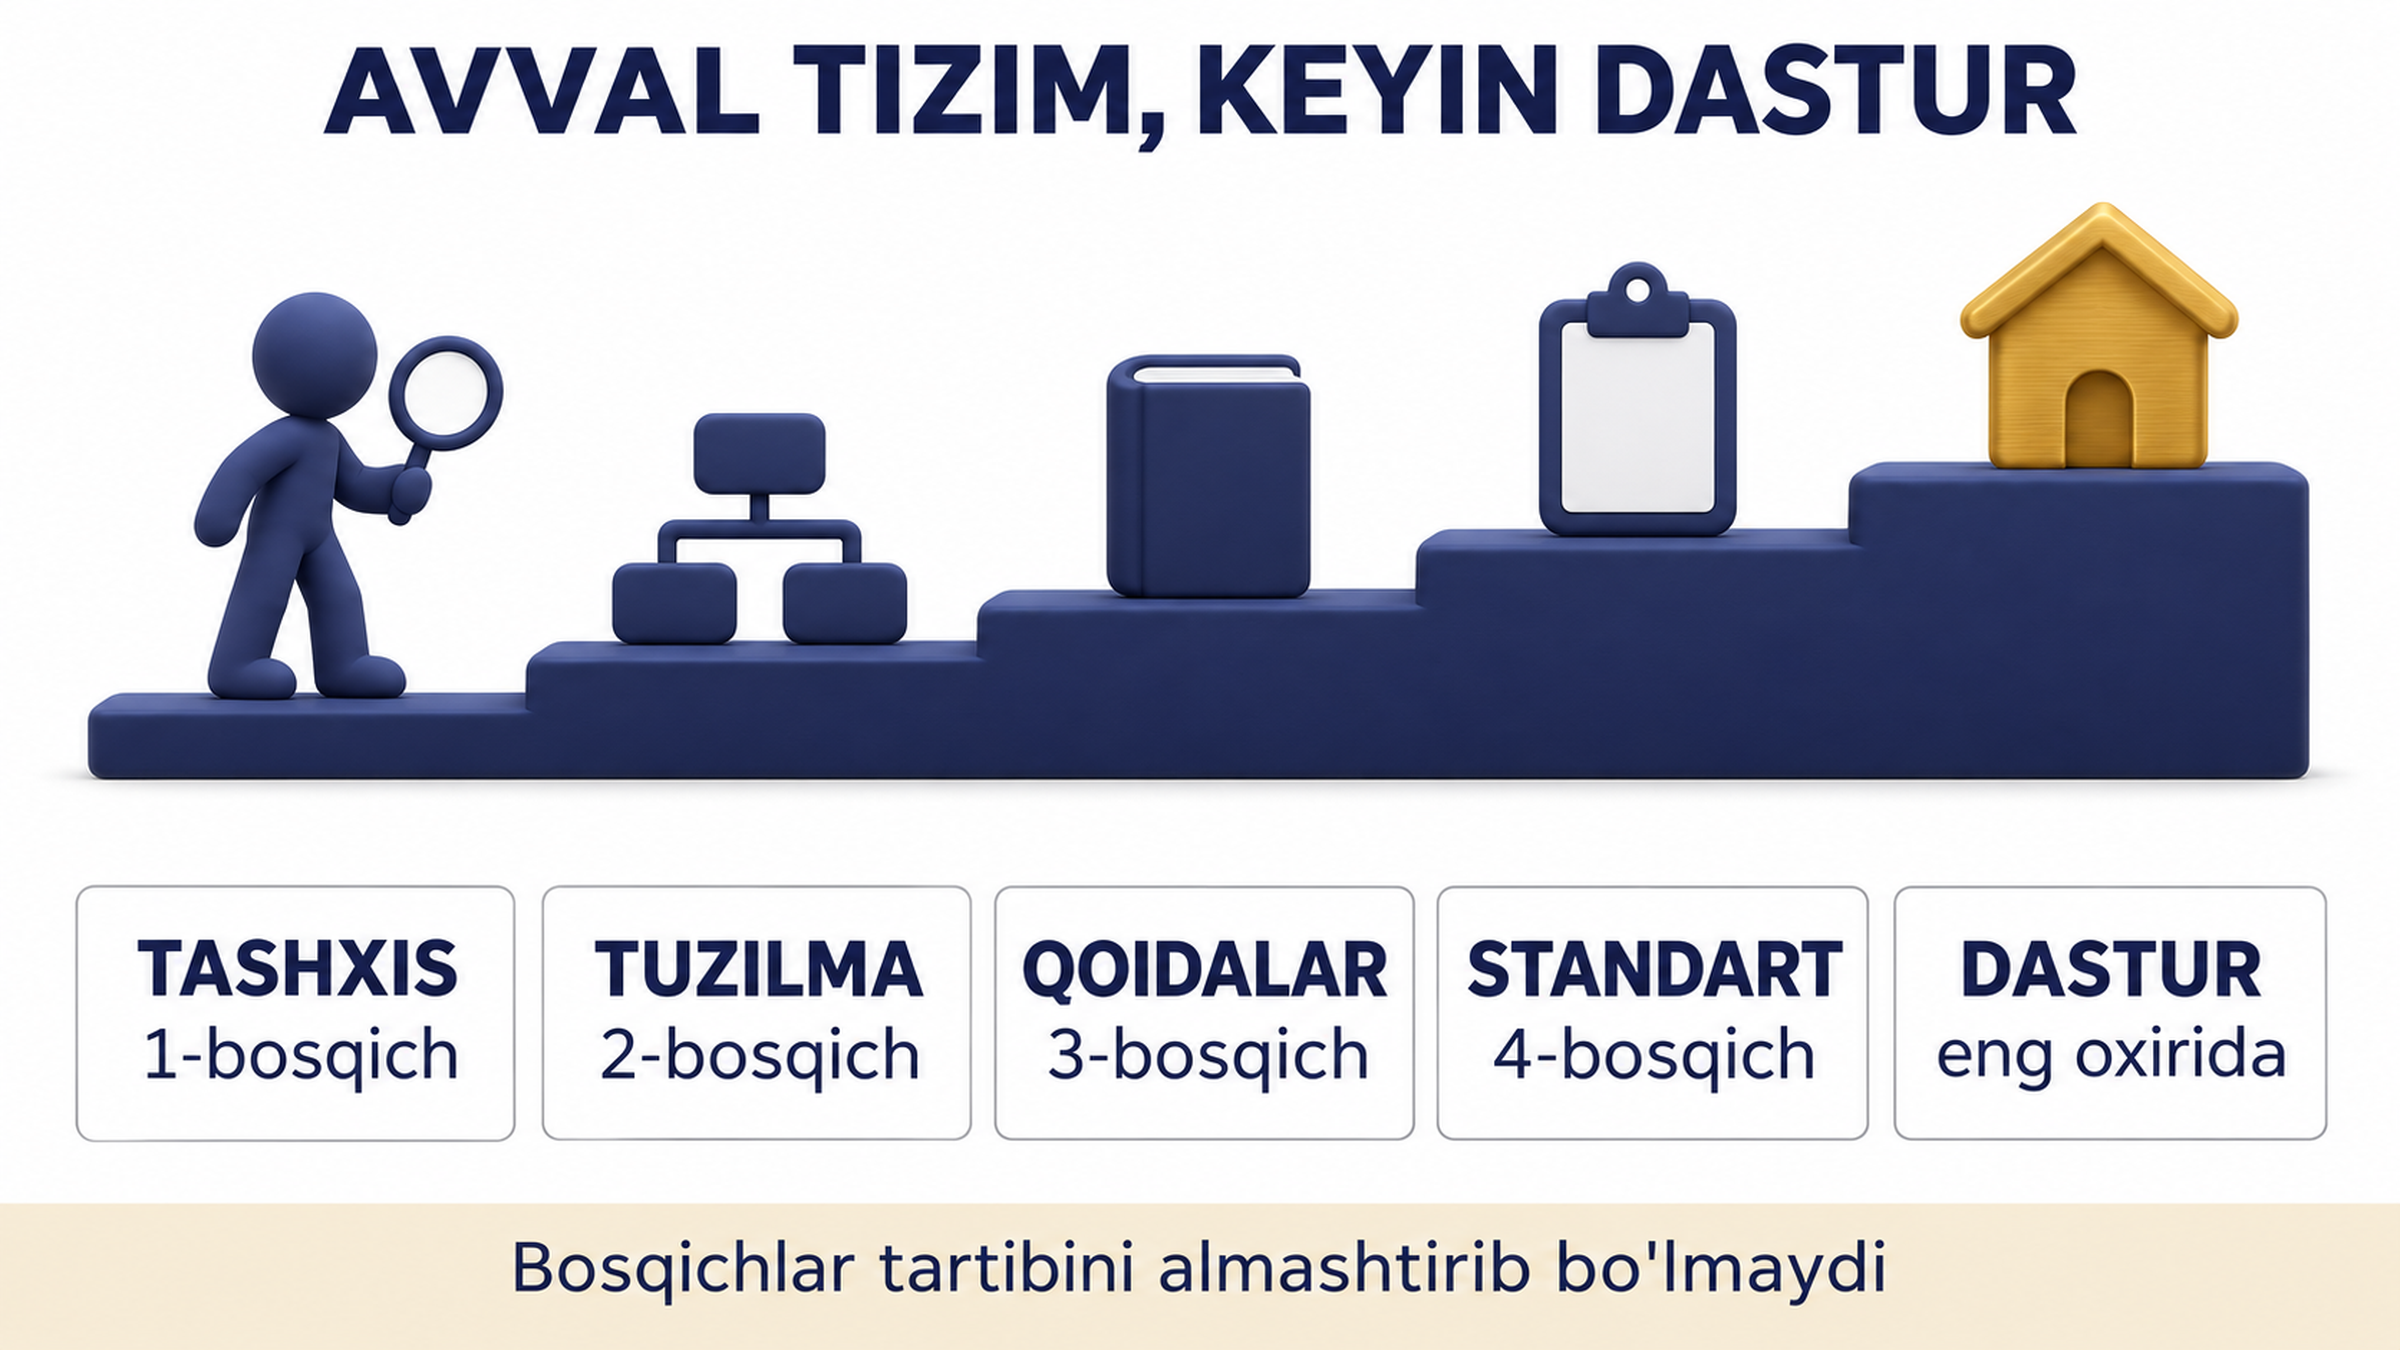 AVVAL TIZIM, KEYIN DASTUR
TASHXIS
1-bosqich
TUZILMA
2-bosqich
QOIDALAR
3-bosqich
STANDART
4-bosqich
DASTUR
eng oxirida
Bosqichlar tartibini almashtirib bo'lmaydi